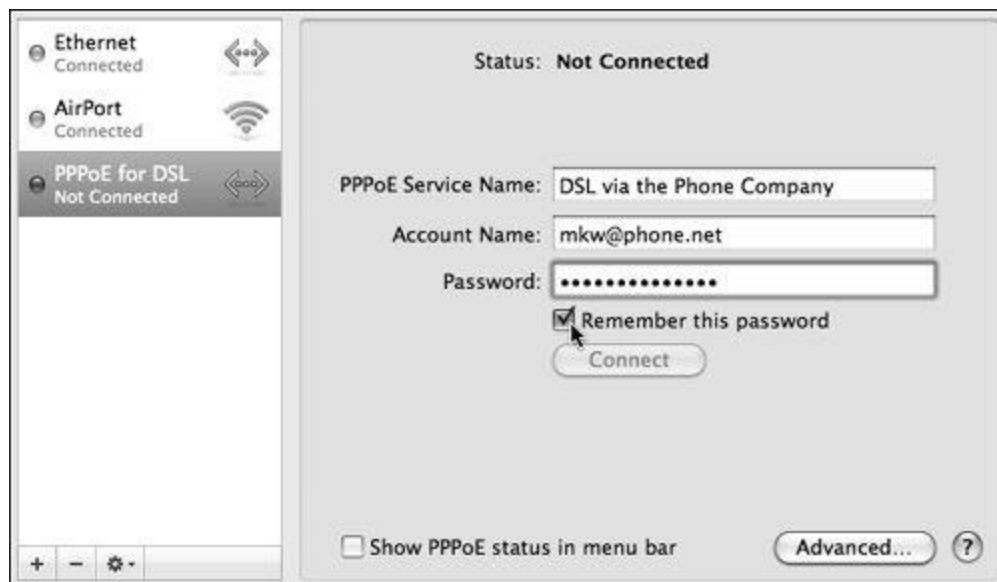 Ethernet
Connected
AirPort
Connected
PPPoE for DSL
Not Connected
+ −
Status: Not Connected
PPPoE Service Name: DSL via the Phone Company
Account Name: mkw@phone.net
Password: ••••••••••••••
Remember this password
Connect
Show PPPoE status in menu bar
Advanced... ?